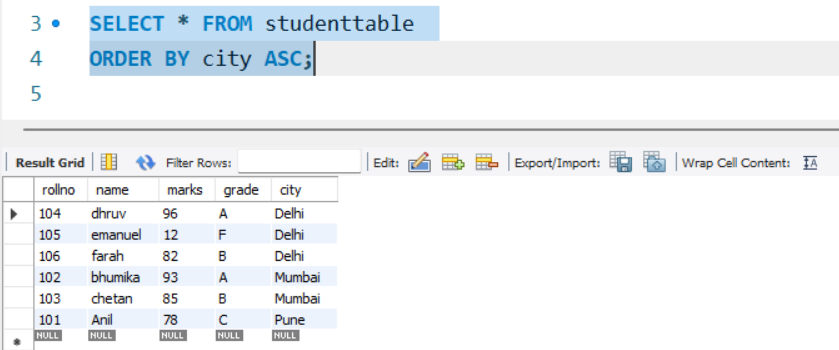 3 SELECT * FROM studenttable
4 ORDER BY city ASC;
5
Result Grid Filter Rows: Edit: Export/Import: Wrap Cell Content: IA
rollno name marks grade city
104 dhruv 96 A Delhi
105 emanuel 12 F Delhi
106 farah 82 B Delhi
102 bhumika 93 A Mumbai
103 chetan 85 B Mumbai
101 Anil 78 C Pune
NULL NULL NULL NULL NULL